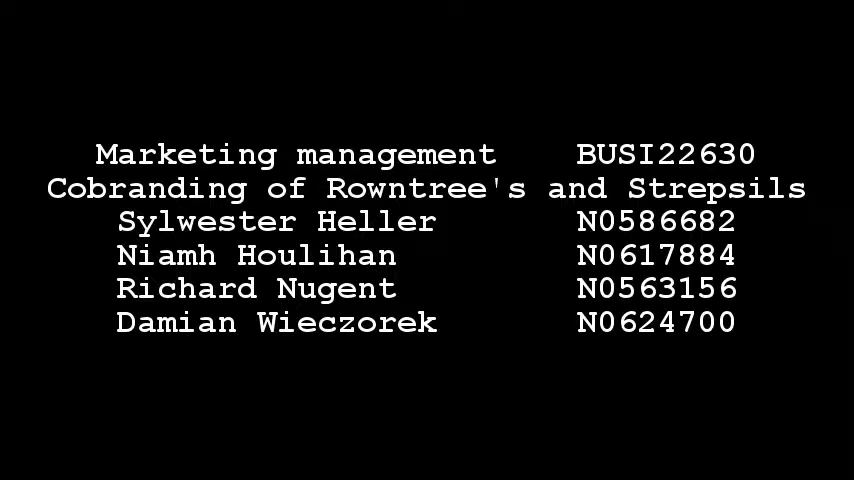 Marketing management BUSI22630
Cobranding of Rowntree's and Strepsils
Sylwester Heller N0586682
Niamh Houlihan N0617884
Richard Nugent N0563156
Damian Wieczorek N0624700